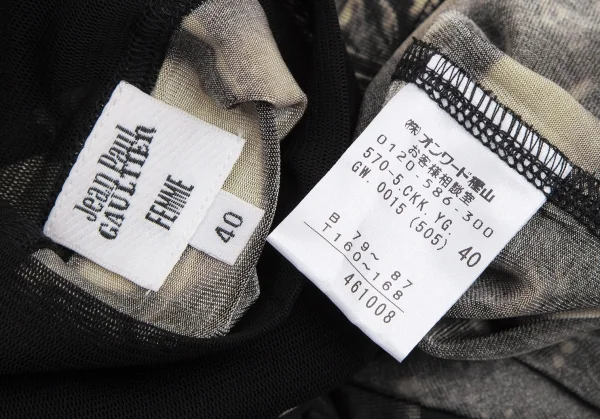 Jean Paul
GAULTIER
FEMME
40
(株)オンワード樫山
お客様相談室
0120-586-300
570-5.CKK.YG.
GW.0015(505) 40
B 79~ 87
T160~168
461008